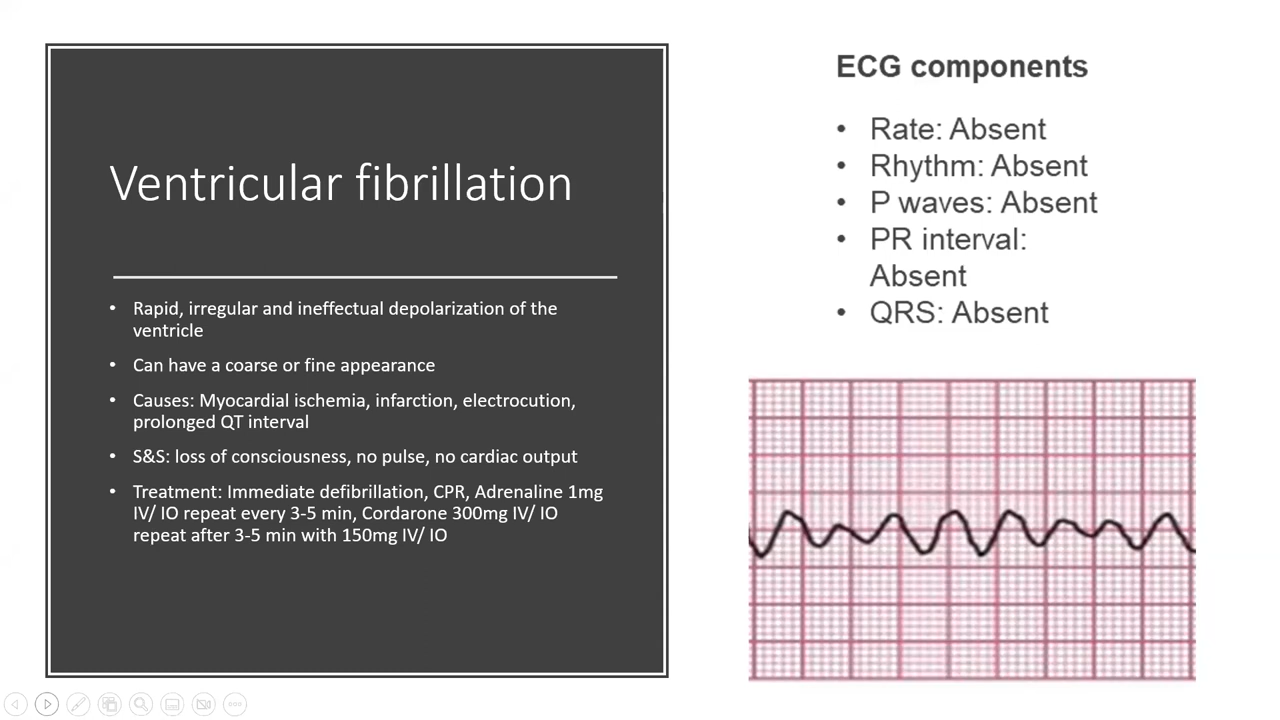 Ventricular fibrillation
• Rapid, irregular and ineffectual depolarization of the
ventricle
• Can have a coarse or fine appearance
• Causes: Myocardial ischemia, infarction, electrocution,
prolonged QT interval
• S&S: loss of consciousness, no pulse, no cardiac output
• Treatment: Immediate defibrillation, CPR, Adrenaline 1mg
IV/ IO repeat every 3-5 min, Cordarone 300mg IV/ IO
repeat after 3-5 min with 150mg IV/ IO
ECG components
• Rate: Absent
• Rhythm: Absent
• P waves: Absent
• PR interval:
Absent
• QRS: Absent